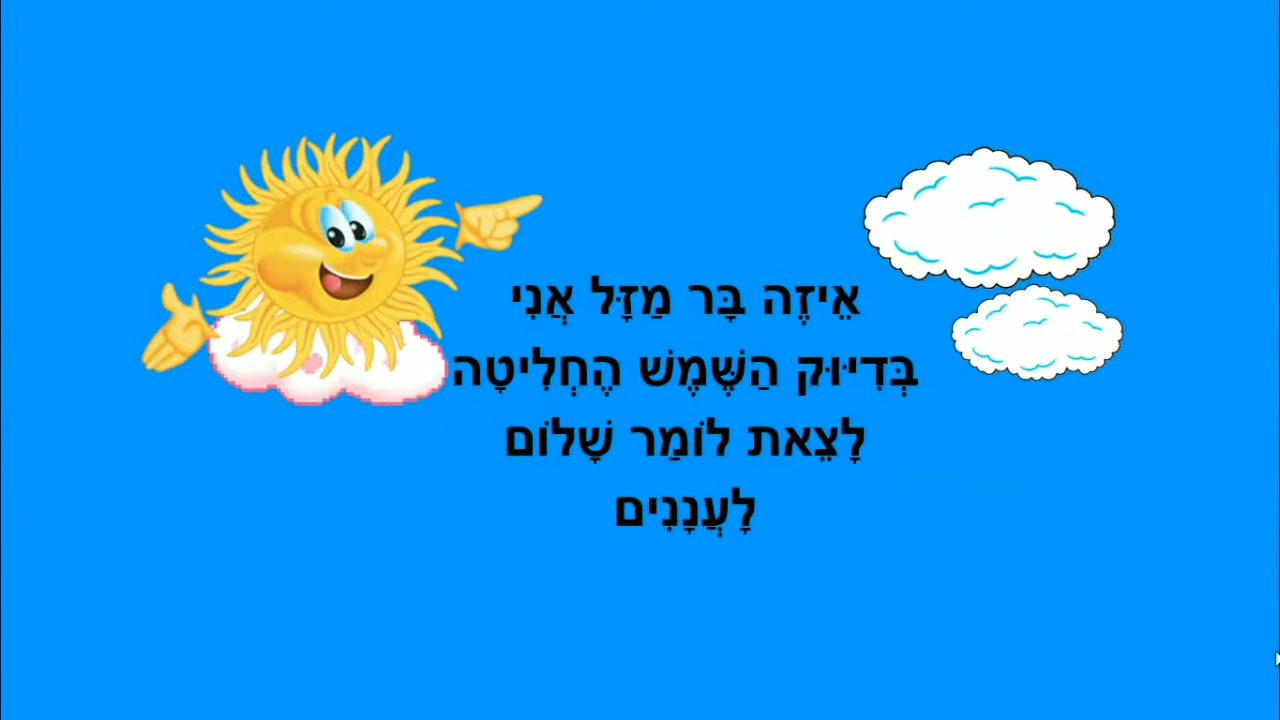 אֵיזֶה בָּר מַזָּל אֲנִי
בְּדִיּוּק הַשֶּׁמֶשׁ הֶחְלִיטָה
לָצֵאת לוֹמַר שָׁלוֹם
לָעֲנָנִים